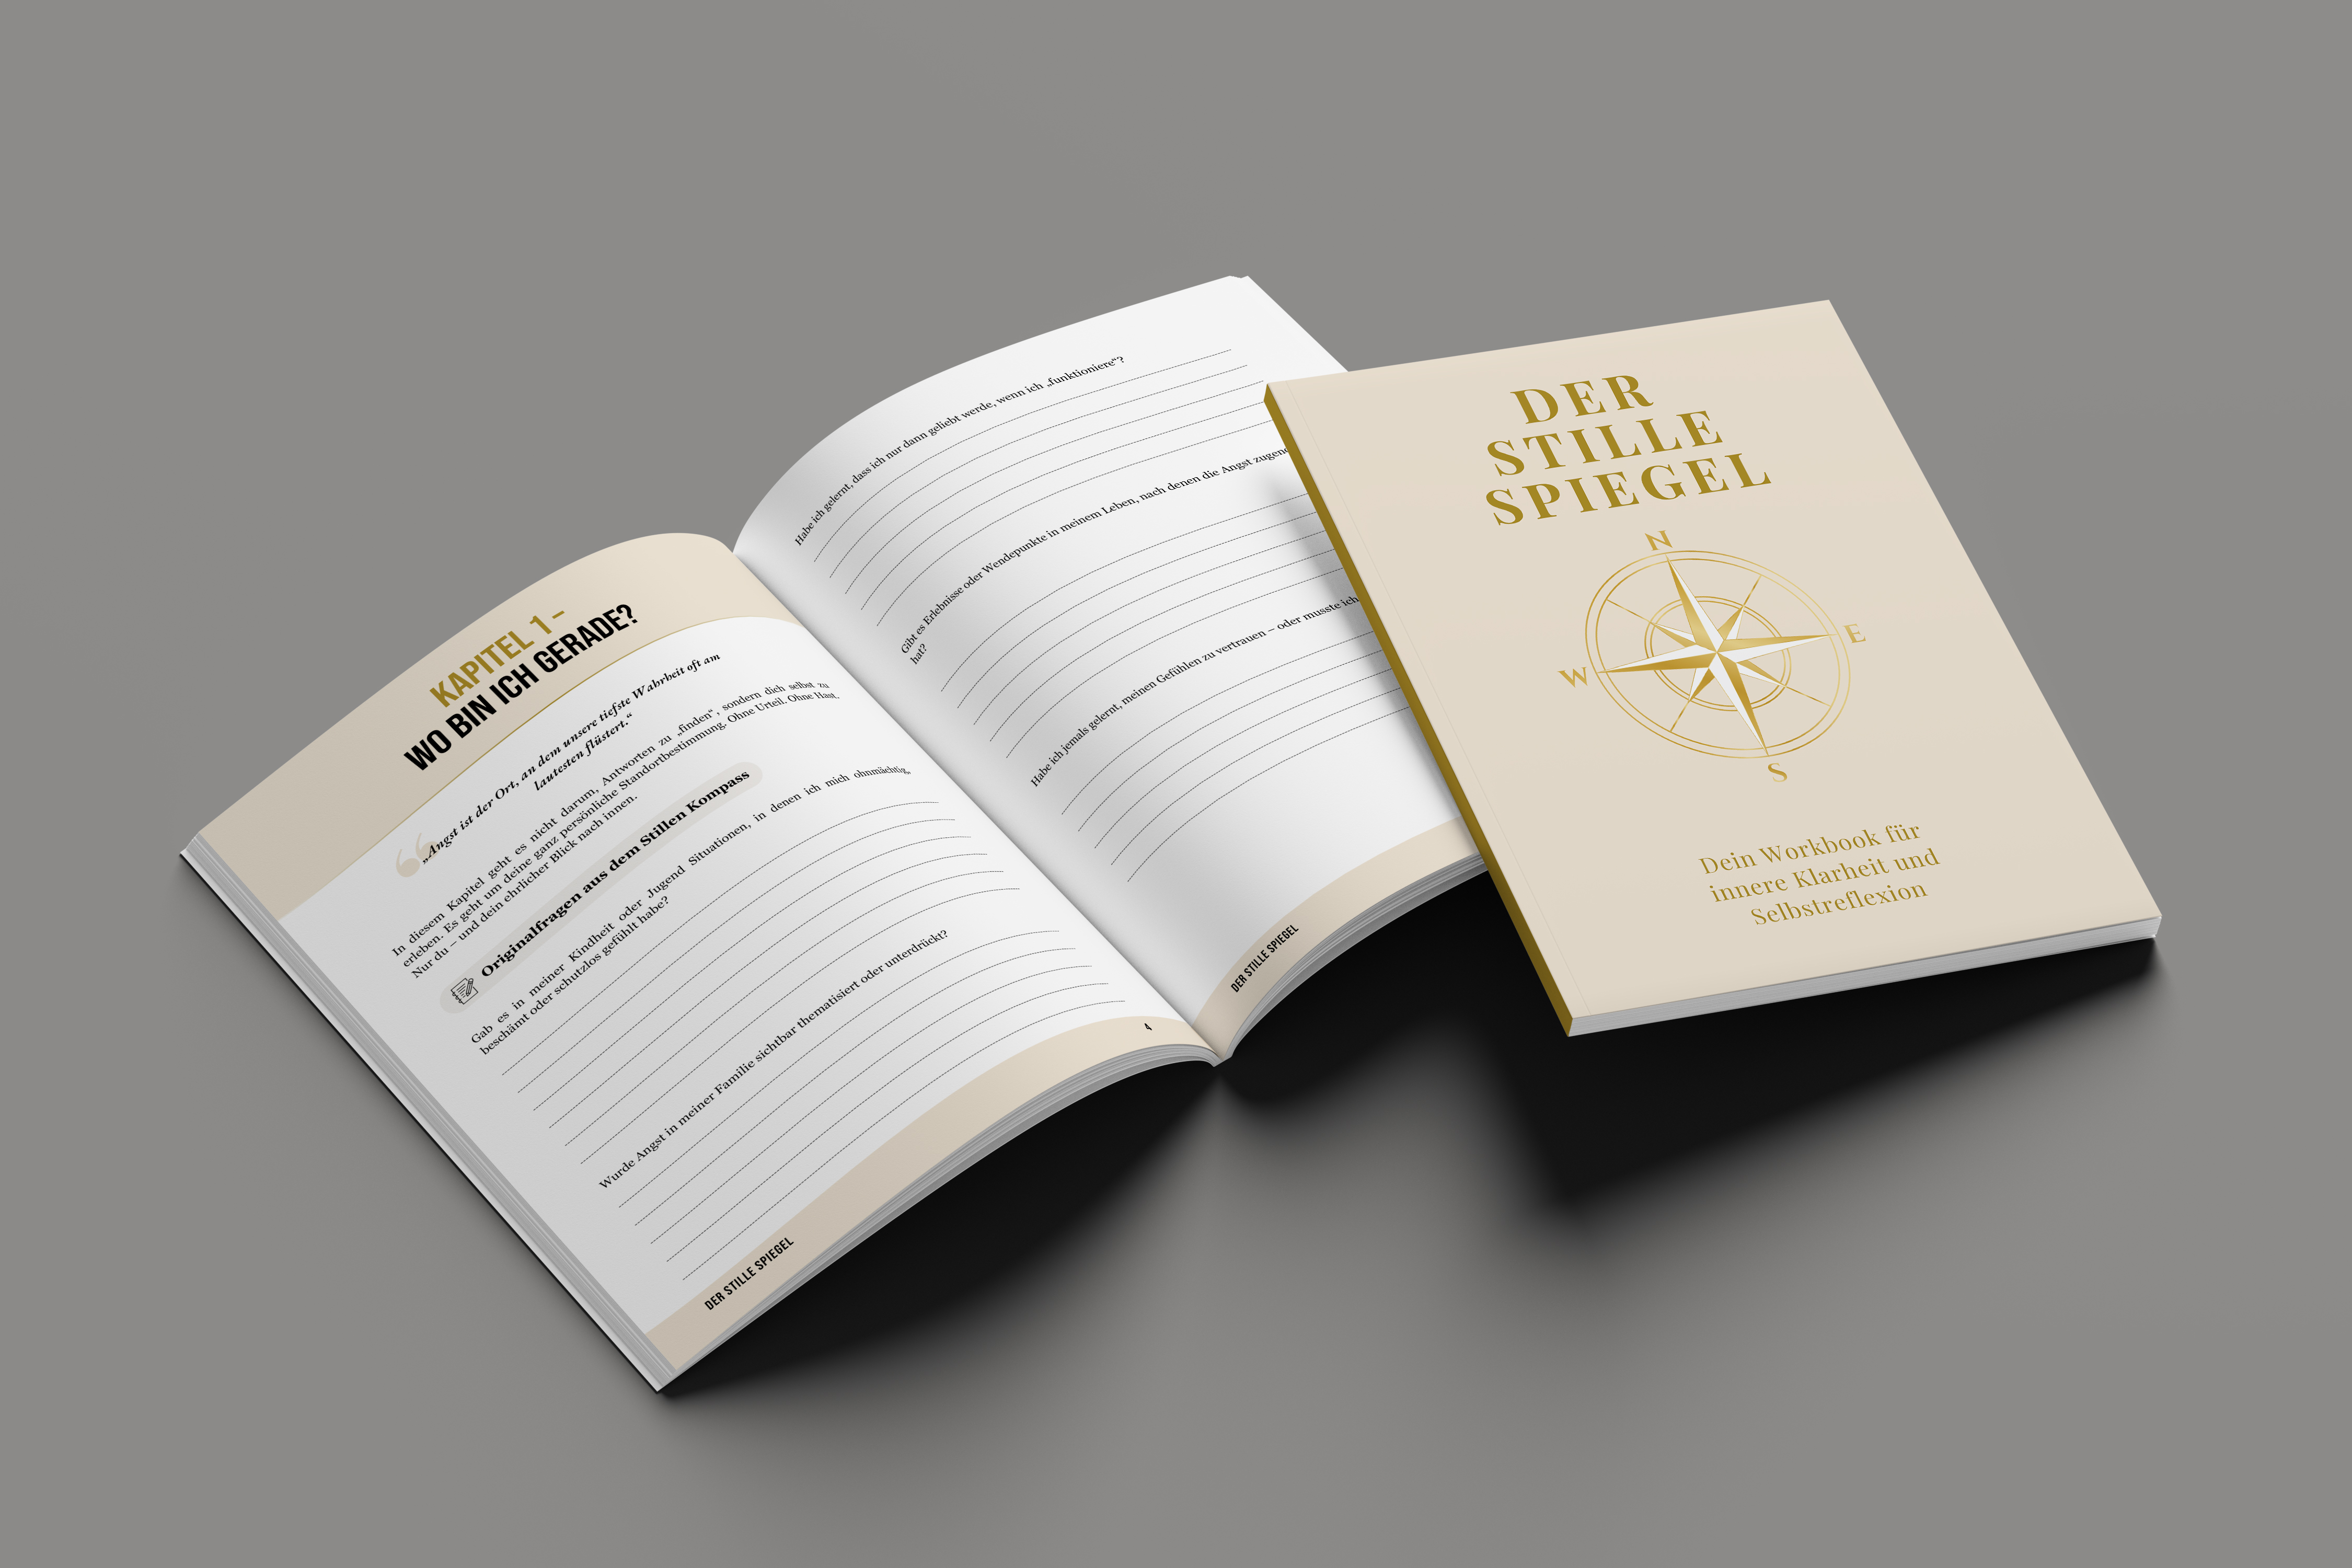 KAPITEL 1 –
WO BIN ICH GERADE?
„Angst ist der Ort, an dem unsere tiefste Wahrheit oft am
lautesten flüstert.“
In diesem Kapitel geht es nicht darum, Antworten zu „finden“, sondern dich selbst zu
erleben. Es geht um deine ganz persönliche Standortbestimmung. Ohne Urteil. Ohne Hast.
Nur du – und dein ehrlicher Blick nach innen.
Originalfragen aus dem Stillen Kompass
Gab es in meiner Kindheit oder Jugend Situationen, in denen ich mich ohnmächtig,
beschämt oder schutzlos gefühlt habe?
Wurde Angst in meiner Familie sichtbar thematisiert oder unterdrückt?
DER STILLE SPIEGEL
4
Habe ich gelernt, dass ich nur dann geliebt werde, wenn ich „funktioniere“?
Gibt es Erlebnisse oder Wendepunkte in meinem Leben, nach denen die Angst
hat?
Habe ich jemals gelernt, meinen Gefühlen zu vertrauen – oder musste ich
DER STILLE SPIEGEL
DER
STILLE
SPIEGEL
N
E
W
S
Dein Workbook für
innere Klarheit und
Selbstreflexion